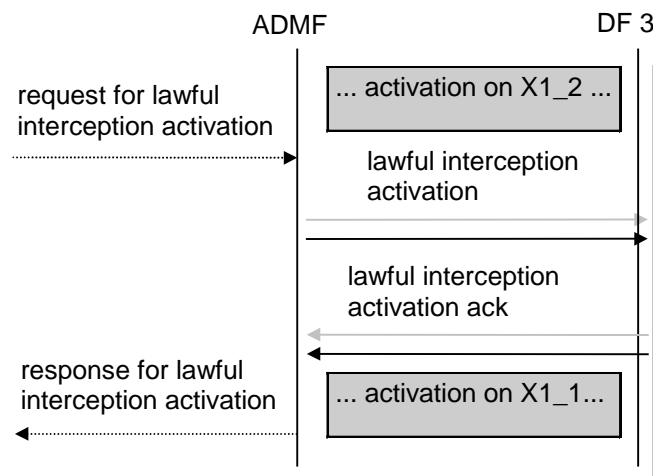 ADMF
DF 3
... activation on X1_2 ...
request for lawful
interception activation
lawful interception
activation
lawful interception
activation ack
response for lawful
interception activation
... activation on X1_1...